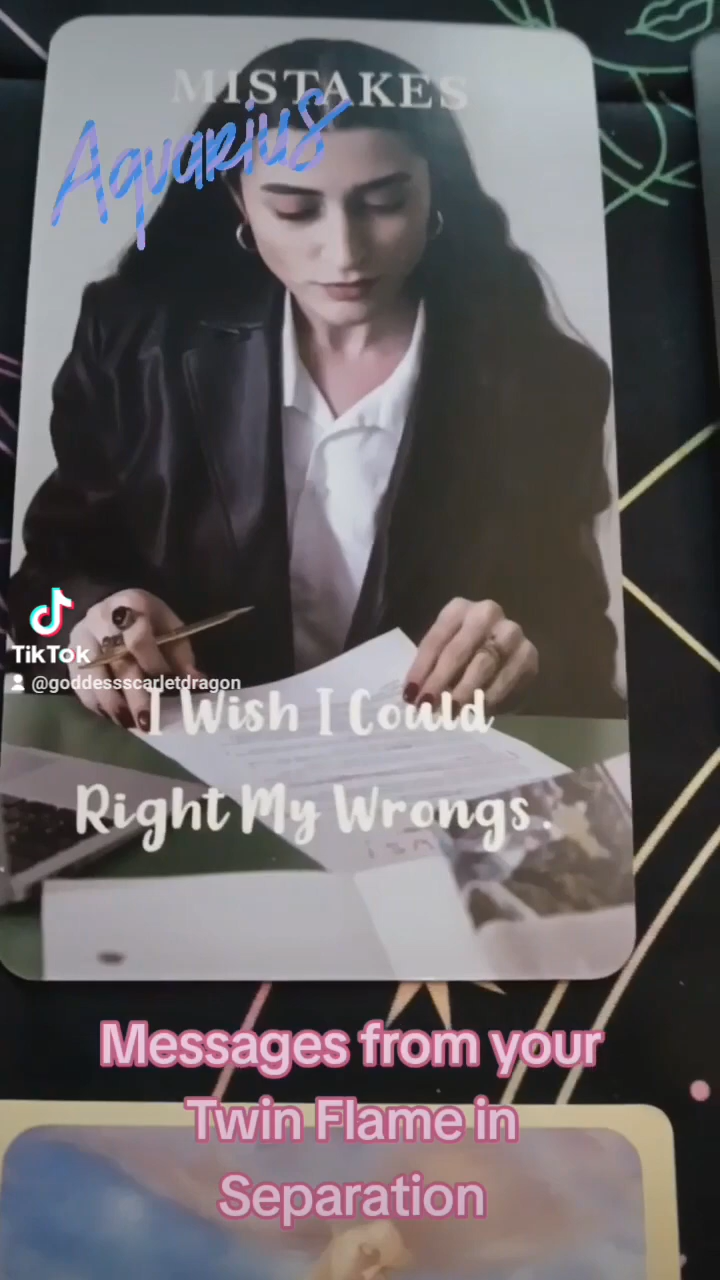 MISTAKES
Aquarius
TikTok
@goddessscarletdragon
I Wish I Could
Right My Wrongs.
Messages from your
Twin Flame in
Separation